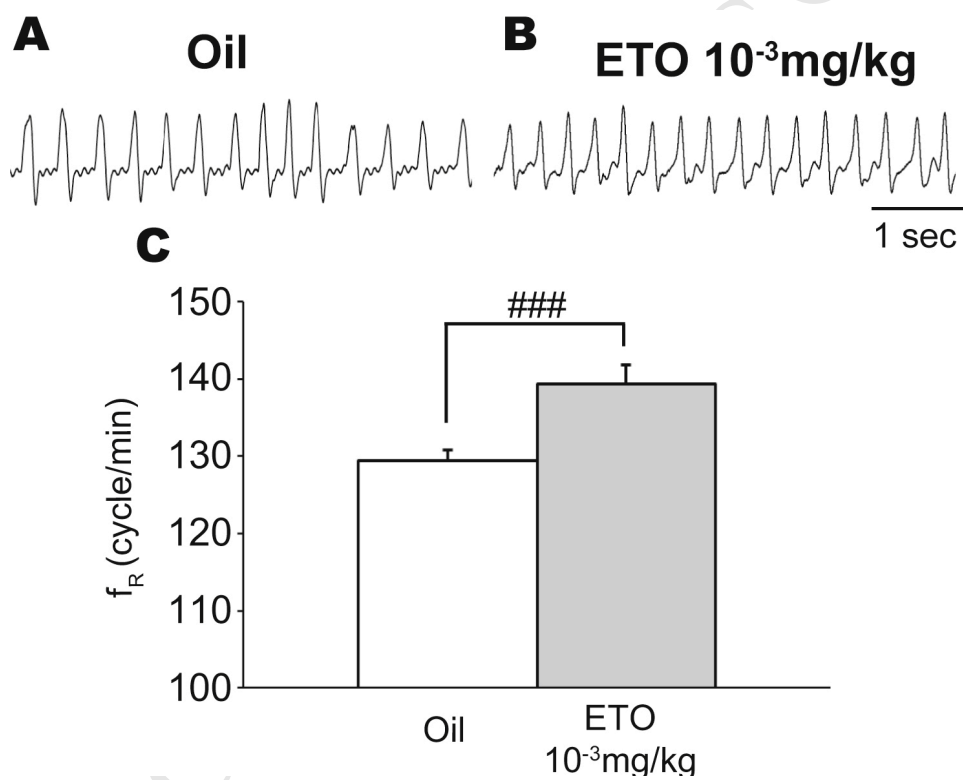 A
Oil
B
ETO 10⁻³mg/kg
1 sec
C
###
150
140
130
120
110
100
f_R (cycle/min)
Oil
ETO
10⁻³mg/kg